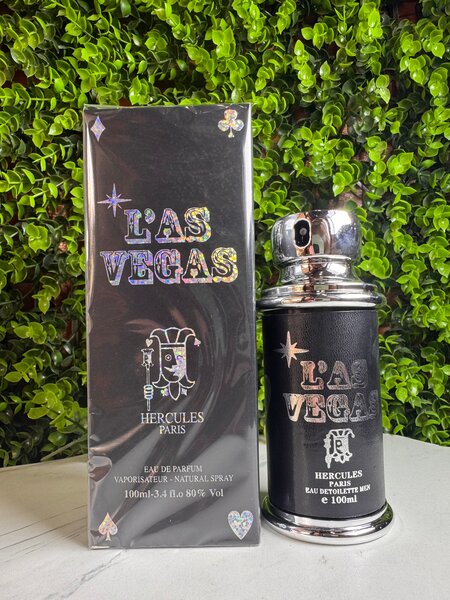 L'AS
VEGAS
HERCULES
PARIS
EAU DE PARFUM
VAPORISATEUR - NATURAL SPRAY
100ml-3.4 fl.o 80% Vol
L'AS
VEGAS
HERCULES
PARIS
EAU DETOILETTE MEN
e 100ml